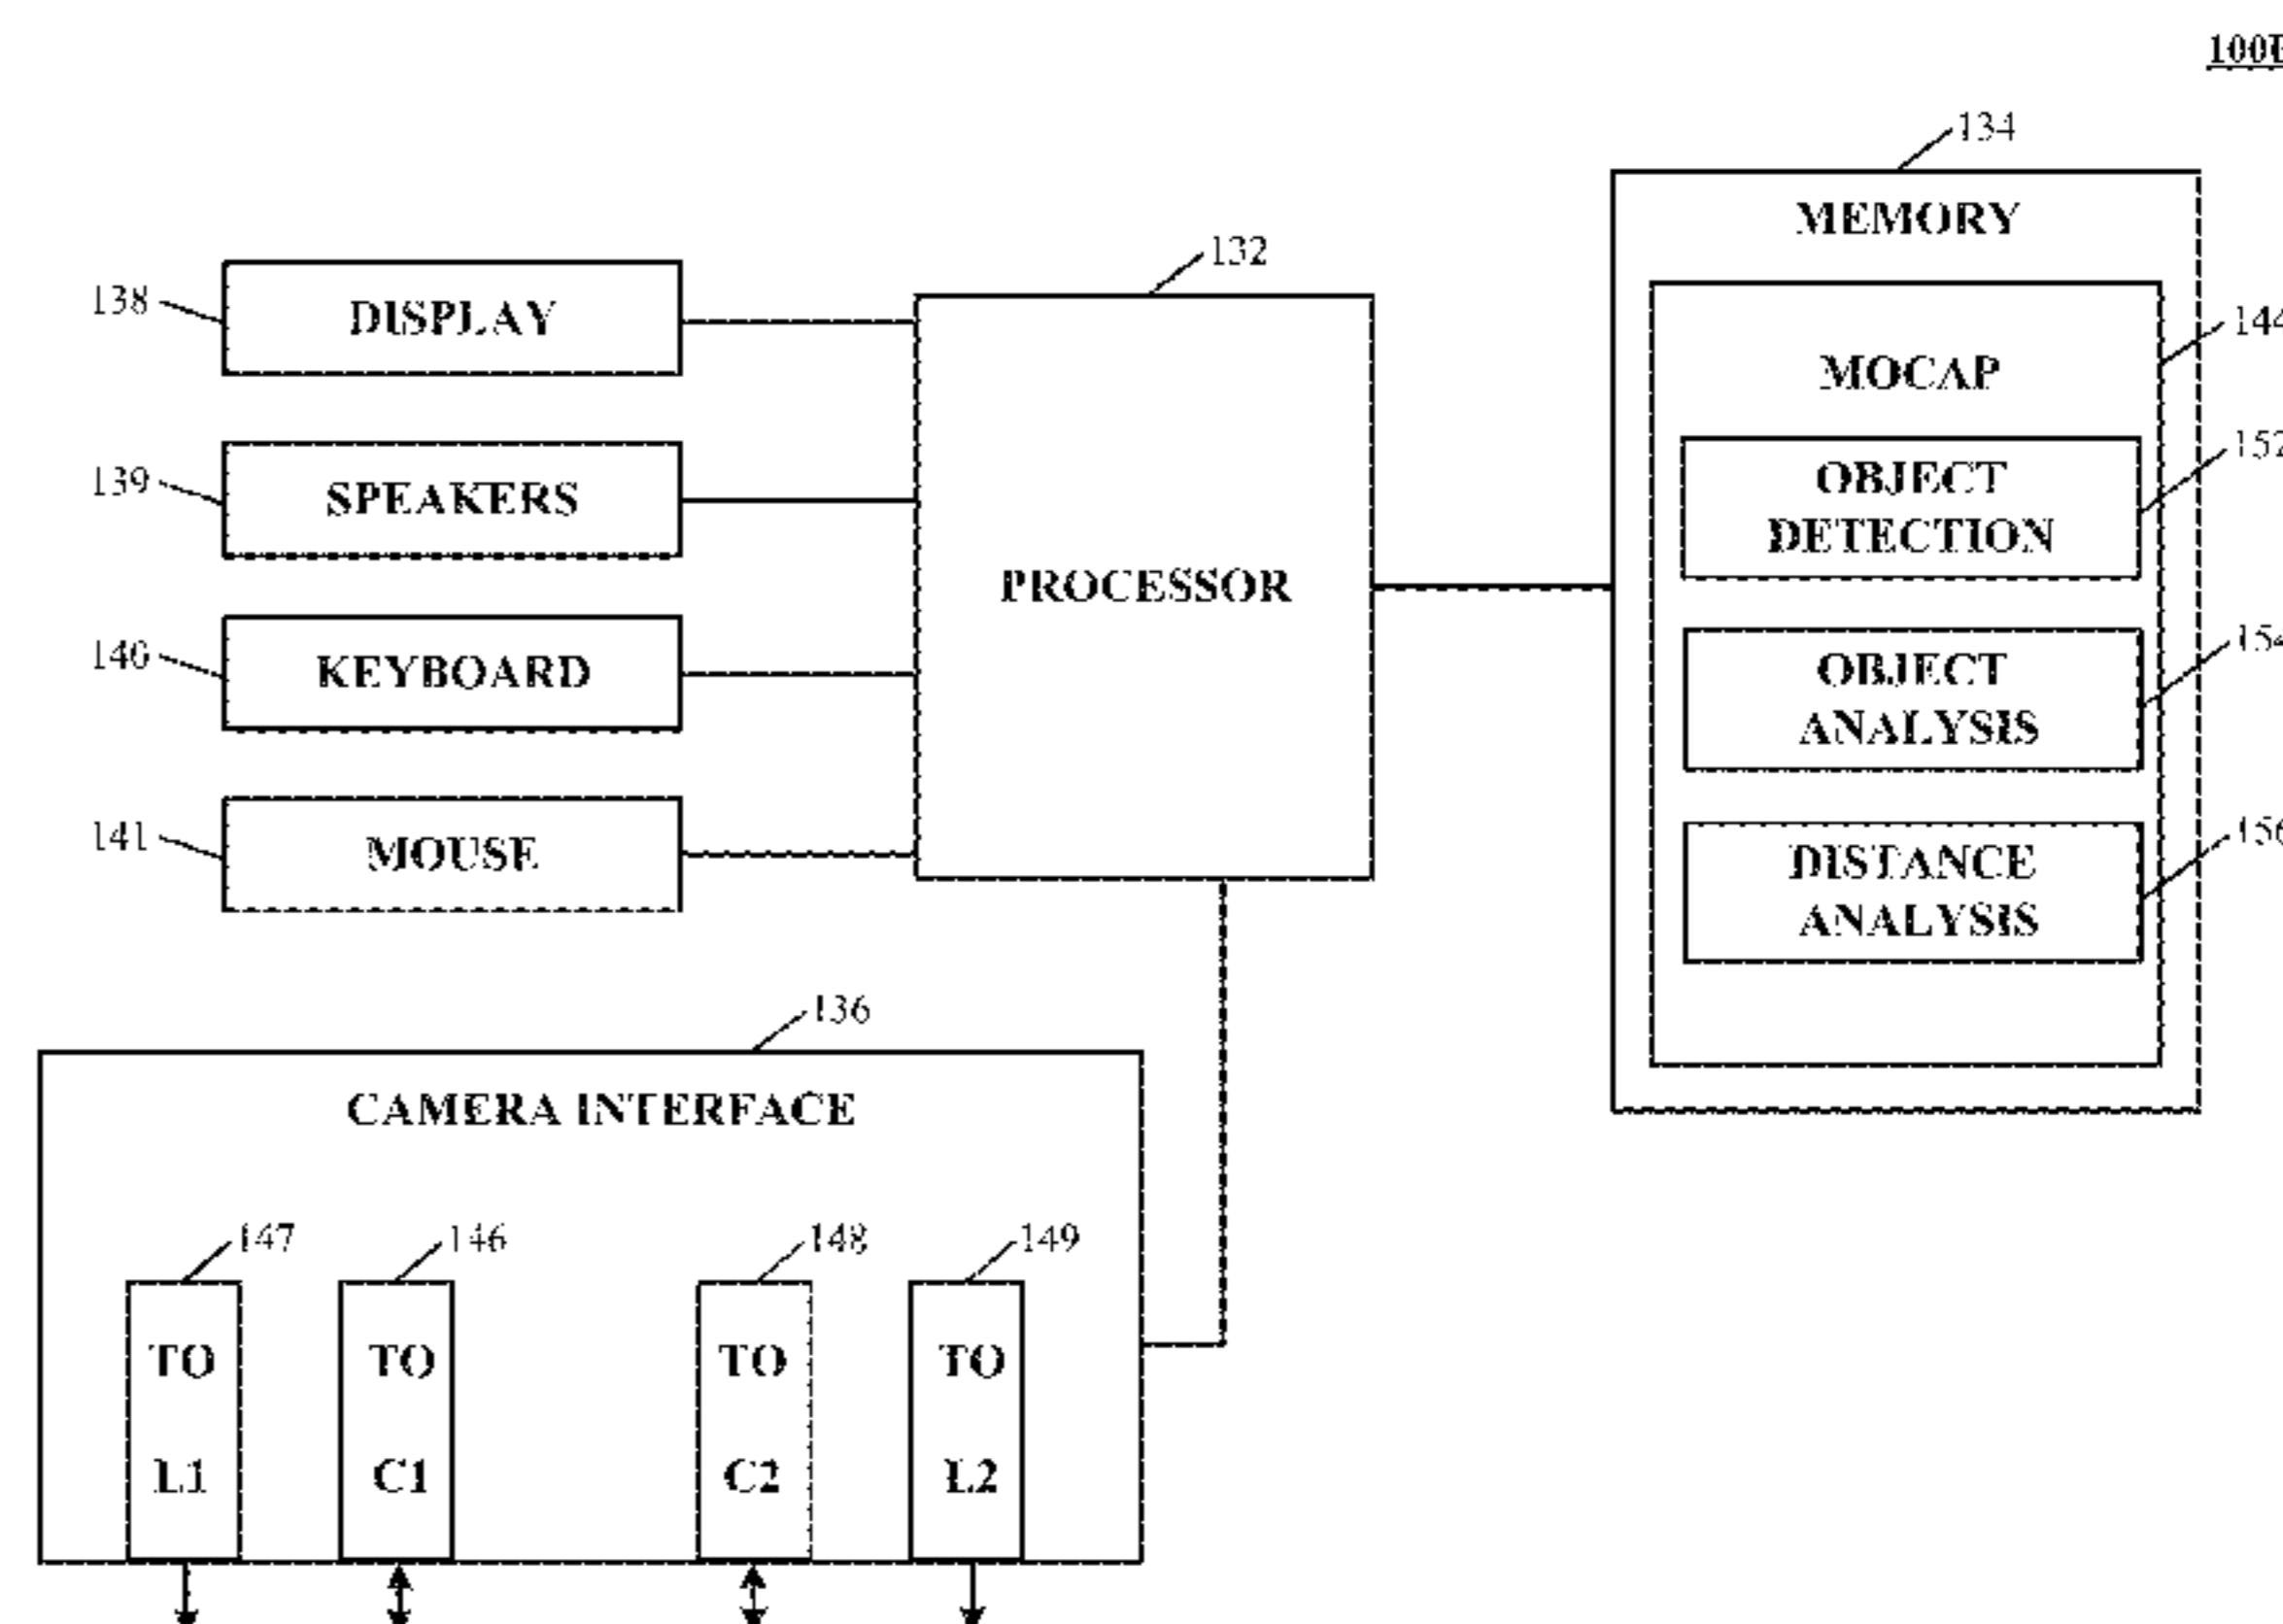 100B
134
MEMORY
132
138
DISPLAY
144
MOCAP
152
139
SPEAKERS
OBJECT
DETECTION
PROCESSOR
140
KEYBOARD
154
OBJECT
ANALYSIS
141
MOUSE
156
DISTANCE
ANALYSIS
136
CAMERA INTERFACE
147
146
148
149
TO
L1
TO
C1
TO
C2
TO
L2